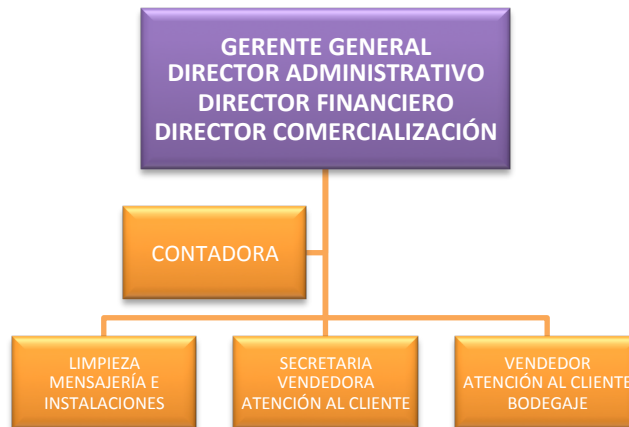 GERENTE GENERAL
DIRECTOR ADMINISTRATIVO
DIRECTOR FINANCIERO
DIRECTOR COMERCIALIZACIÓN
CONTADORA
LIMPIEZA
MENSAJERÍA E
INSTALACIONES
SECRETARIA
VENDEDORA
ATENCIÓN AL CLIENTE
VENDEDOR
ATENCIÓN AL CLIENTE
BODEGAJE